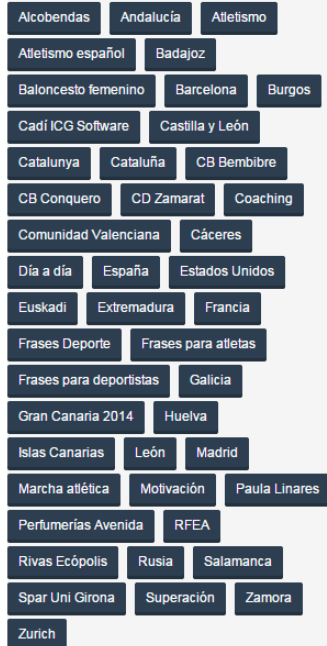 Alcobendas Andalucía Atletismo
Atletismo español Badajoz
Baloncesto femenino Barcelona Burgos
Cadí ICG Software Castilla y León
Catalunya Cataluña CB Bembibre
CB Conquero CD Zamarat Coaching
Comunidad Valenciana Cáceres
Día a día España Estados Unidos
Euskadi Extremadura Francia
Frases Deporte Frases para atletas
Frases para deportistas Galicia
Gran Canaria 2014 Huelva
Islas Canarias León Madrid
Marcha atlética Motivación Paula Linares
Perfumerías Avenida RFEA
Rivas Ecópolis Rusia Salamanca
Spar Uni Girona Superación Zamora
Zurich